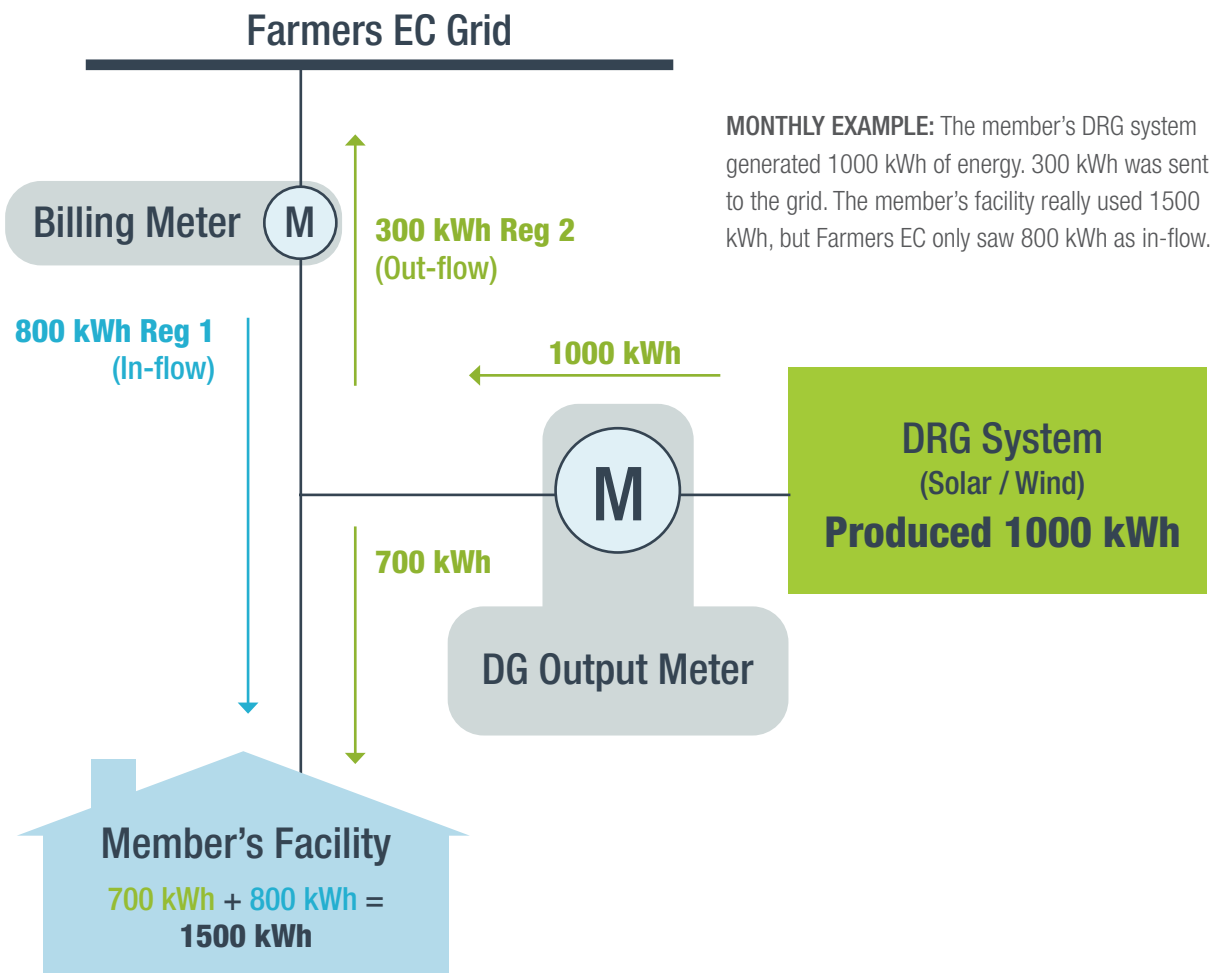 Farmers EC Grid
MONTHLY EXAMPLE: The member’s DRG system
generated 1000 kWh of energy. 300 kWh was sent
to the grid. The member’s facility really used 1500
kWh, but Farmers EC only saw 800 kWh as in-flow.
Billing Meter
M
300 kWh Reg 2
(Out-flow)
800 kWh Reg 1
(In-flow)
1000 kWh
M
DRG System
(Solar / Wind)
Produced 1000 kWh
700 kWh
DG Output Meter
Member’s Facility
700 kWh + 800 kWh =
1500 kWh